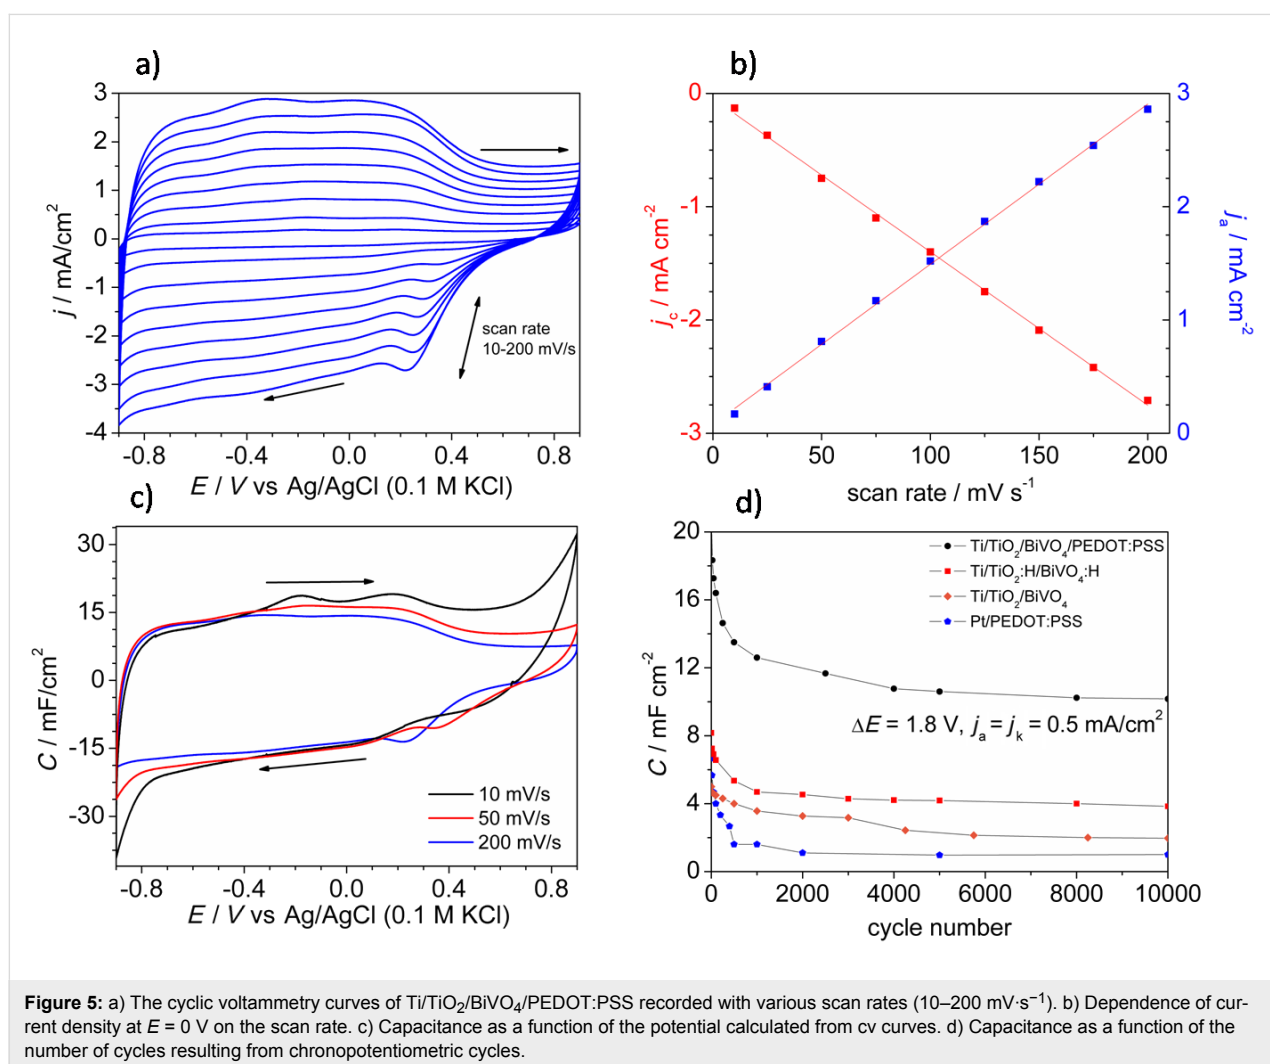 a)
3
2
1
0
-1
-2
-3
-4
j / mA/cm²
-0.8
-0.4
0.0
0.4
0.8
E / V vs Ag/AgCl (0.1 M KCl)
scan rate
10-200 mV/s
b)
0
-1
-2
-3
j_c / mA cm⁻²
3
2
1
0
j_a / mA cm⁻²
0
50
100
150
200
scan rate / mV s⁻¹
c)
30
15
0
-15
-30
C / mF/cm²
-0.8
-0.4
0.0
0.4
0.8
E / V vs Ag/AgCl (0.1 M KCl)
10 mV/s
50 mV/s
200 mV/s
d)
20
16
12
8
4
0
C / mF cm⁻²
Ti/TiO₂/BiVO₄/PEDOT:PSS
Ti/TiO₂:H/BiVO₄:H
Ti/TiO₂/BiVO₄
Pt/PEDOT:PSS
ΔE = 1.8 V, j_a = j_k = 0.5 mA/cm²
0
2000
4000
6000
8000
10000
cycle number
Figure 5: a) The cyclic voltammetry curves of Ti/TiO₂/BiVO₄/PEDOT:PSS recorded with various scan rates (10–200 mV·s⁻¹). b) Dependence of cur-
rent density at E = 0 V on the scan rate. c) Capacitance as a function of the potential calculated from cv curves. d) Capacitance as a function of the
number of cycles resulting from chronopotentiometric cycles.